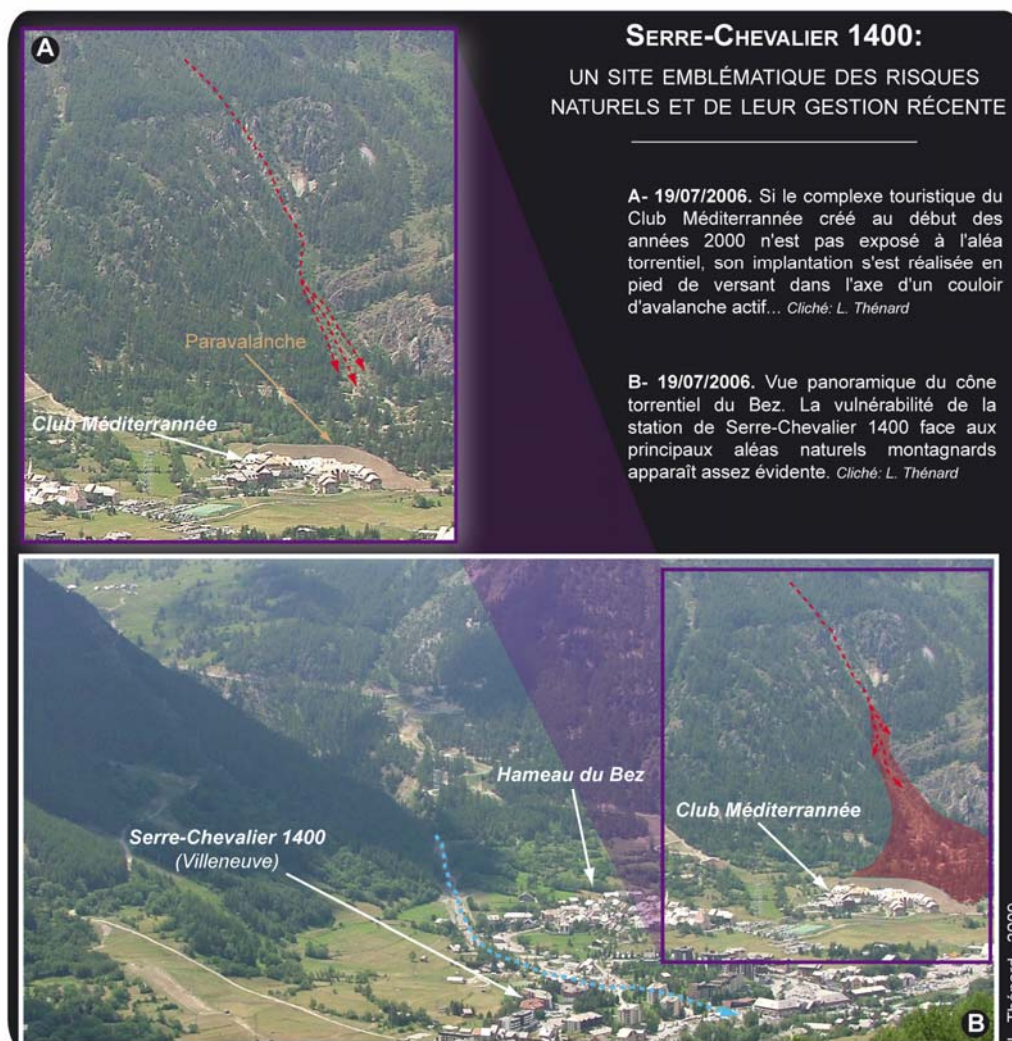 A
SERRE-CHEVALIER 1400:
UN SITE EMBLÉMATIQUE DES RISQUES
NATURELS ET DE LEUR GESTION RÉCENTE
A- 19/07/2006. Si le complexe touristique du
Club Méditerrannée créé au début des
années 2000 n'est pas exposé à l'aléa
torrentiel, son implantation s'est réalisée en
pied de versant dans l'axe d'un couloir
d'avalanche actif... Cliché: L. Thénard
B- 19/07/2006. Vue panoramique du cône
torrentiel du Bez. La vulnérabilité de la
station de Serre-Chevalier 1400 face aux
principaux aléas naturels montagnards
apparaît assez évidente. Cliché: L. Thénard
Paravalanche
Club Méditerrannée
Hameau du Bez
Club Méditerrannée
Serre-Chevalier 1400
(Villeneuve)
B
Thénard